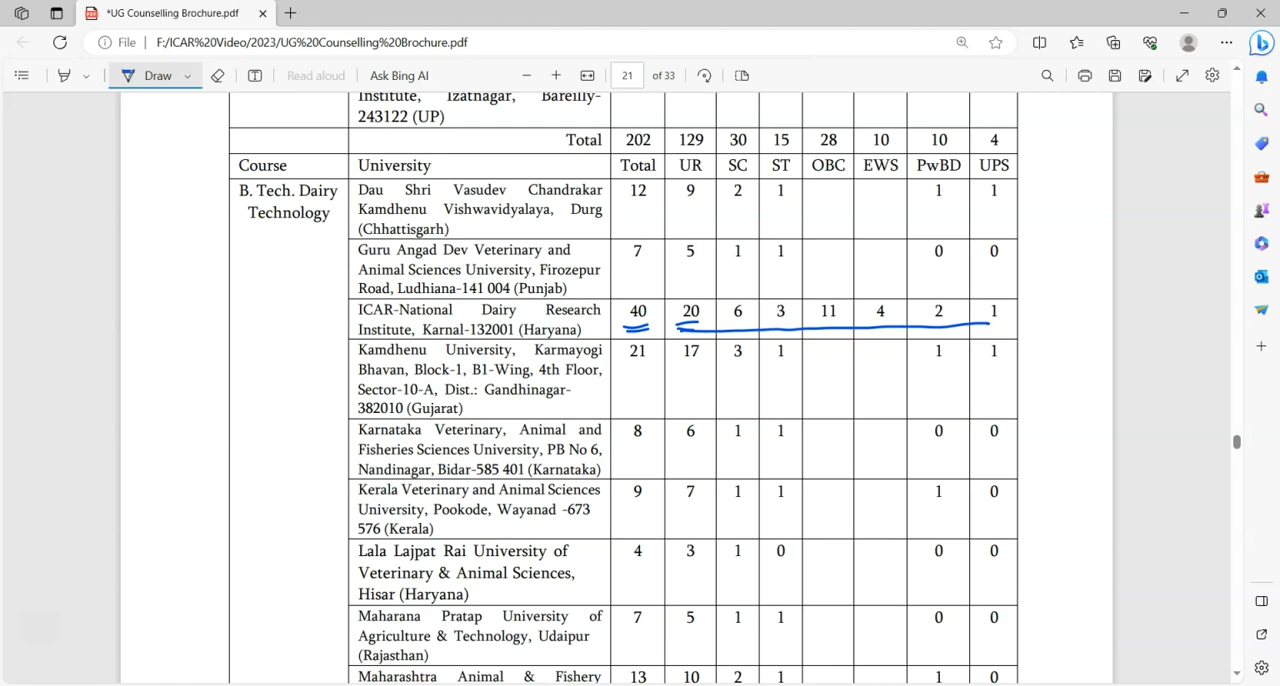 *UG Counselling Brochure.pdf
File F:/ICAR%20Video/2023/UG%20Counselling%20Brochure.pdf
Draw Read aloud Ask Bing AI 21 of 33
Institute, Izatnagar, Bareilly-
243122 (UP)
Total 202 129 30 15 28 10 10 4
Course University Total UR SC ST OBC EWS PwBD UPS
B. Tech. Dairy Dau Shri Vasudev Chandrakar 12 9 2 1 1 1
Technology Kamdhenu Vishwavidyalaya, Durg
(Chhattisgarh)
Guru Angad Dev Veterinary and 7 5 1 1 0 0
Animal Sciences University, Firozepur
Road, Ludhiana-141 004 (Punjab)
ICAR-National Dairy Research 40 20 6 3 11 4 2 1
Institute, Karnal-132001 (Haryana)
Kamdhenu University, Karmayogi 21 17 3 1 1 1
Bhavan, Block-1, B1-Wing, 4th Floor,
Sector-10-A, Dist.: Gandhinagar-
382010 (Gujarat)
Karnataka Veterinary, Animal and 8 6 1 1 0 0
Fisheries Sciences University, PB No 6,
Nandinagar, Bidar-585 401 (Karnataka)
Kerala Veterinary and Animal Sciences 9 7 1 1 1 0
University, Pookode, Wayanad -673
576 (Kerala)
Lala Lajpat Rai University of 4 3 1 0 0 0
Veterinary & Animal Sciences,
Hisar (Haryana)
Maharana Pratap University of 7 5 1 1 0 0
Agriculture & Technology, Udaipur
(Rajasthan)
Maharashtra Animal & Fishery 13 10 2 1 1 0